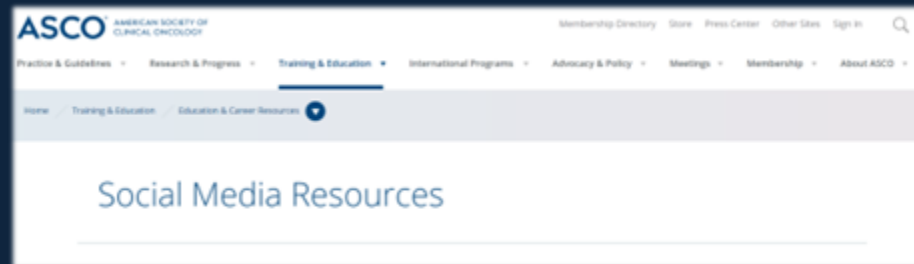 ASCO AMERICAN SOCIETY OF
CLINICAL ONCOLOGY
Membership Directory Store Press Center Other Sites Sign In
Practice & Guidelines Research & Progress Training & Education International Programs Advocacy & Policy Meetings Membership About ASCO
Home / Training & Education / Education & Career Resources
Social Media Resources